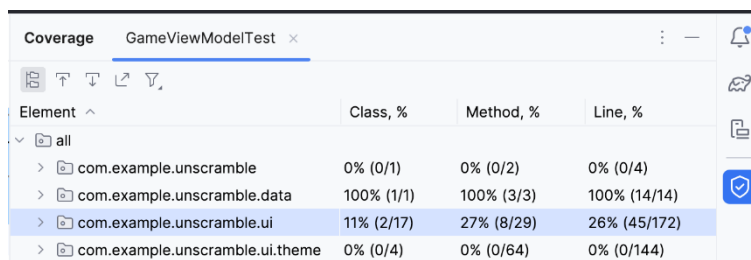 Coverage GameViewModelTest ×
Element Class, % Method, % Line, %
all
com.example.unscramble 0% (0/1) 0% (0/2) 0% (0/4)
com.example.unscramble.data 100% (1/1) 100% (3/3) 100% (14/14)
com.example.unscramble.ui 11% (2/17) 27% (8/29) 26% (45/172)
com.example.unscramble.ui.theme 0% (0/4) 0% (0/64) 0% (0/144)